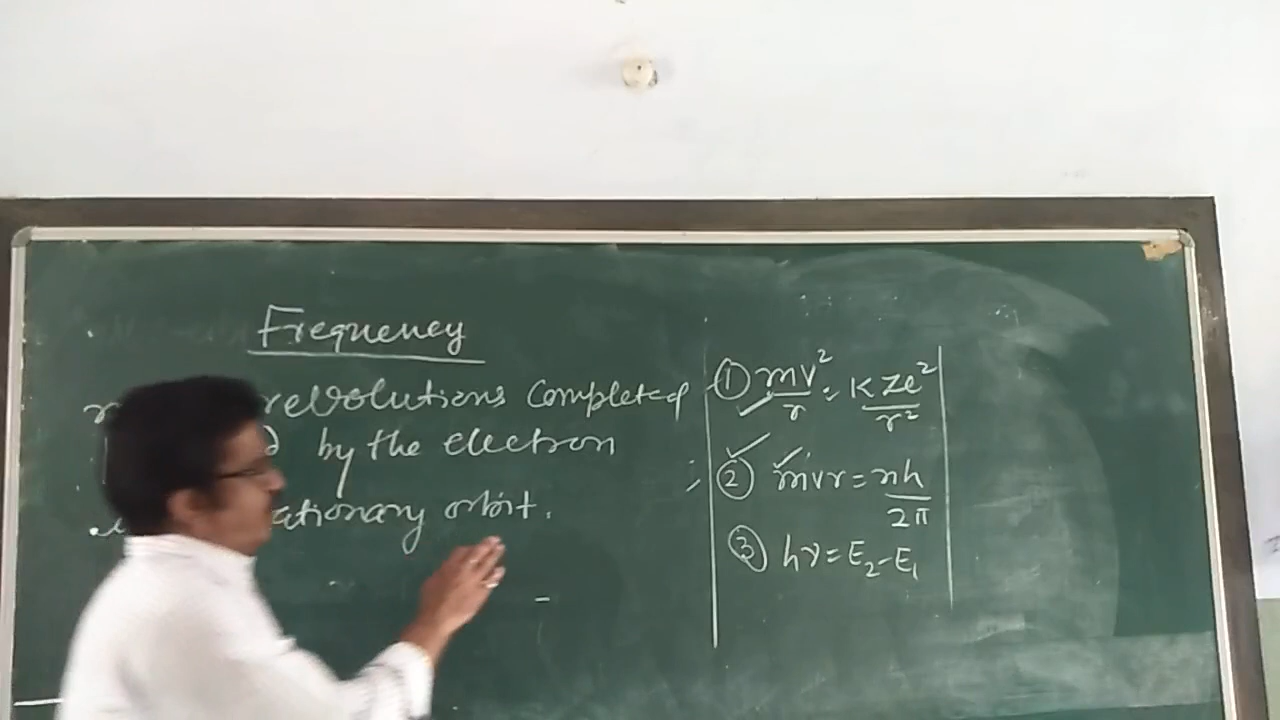 Frequency
revolutions completed
by the electron
ationary orbit.
① mv²/r = KZe²/r²
② mvr = nh/2π
③ hγ = E₂-E₁